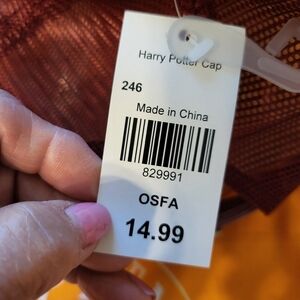 Harry Potter Cap
246
Made in China
829991
OSFA
14.99